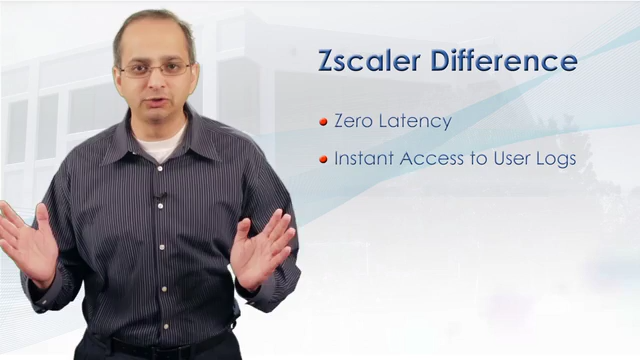 Zscaler Difference
Zero Latency
Instant Access to User Logs